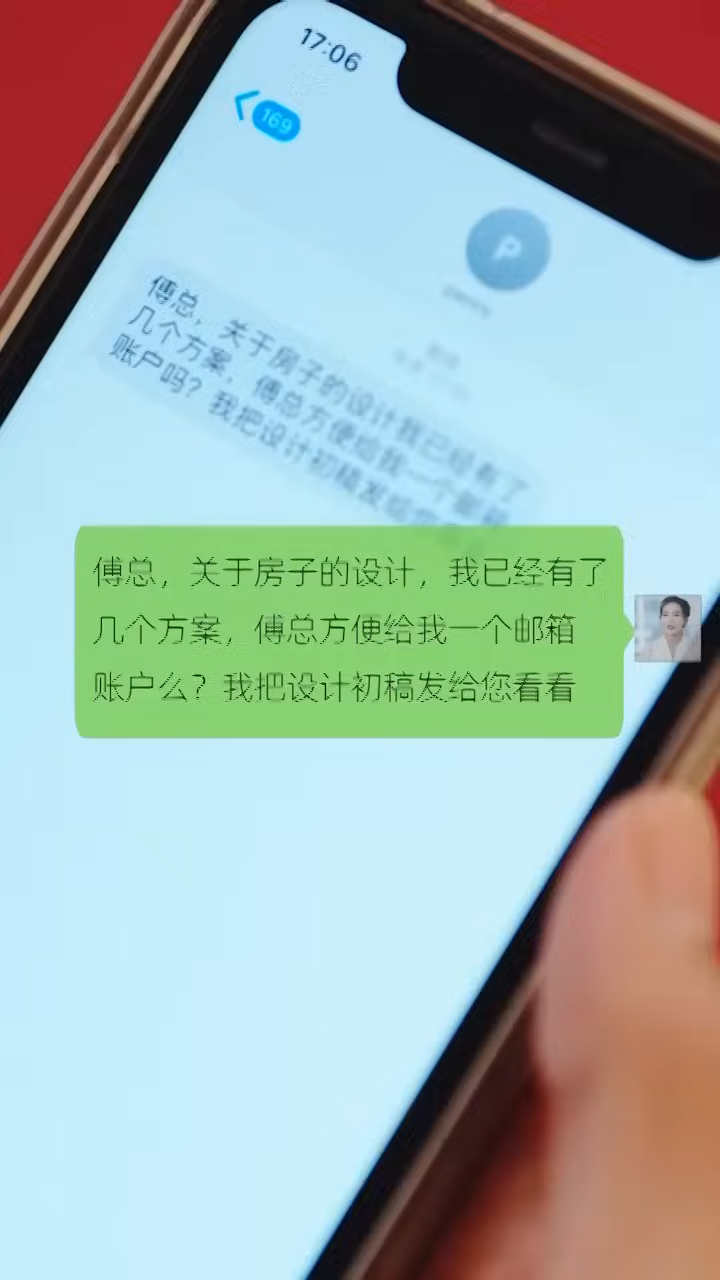 17:06
169
P
傅总，关于房子的设计我已经有了
几个方案，傅总方便给我一个邮箱
账户吗？我把设计初稿发给您
傅总，关于房子的设计，我已经有了
几个方案，傅总方便给我一个邮箱
账户么？我把设计初稿发给您看看